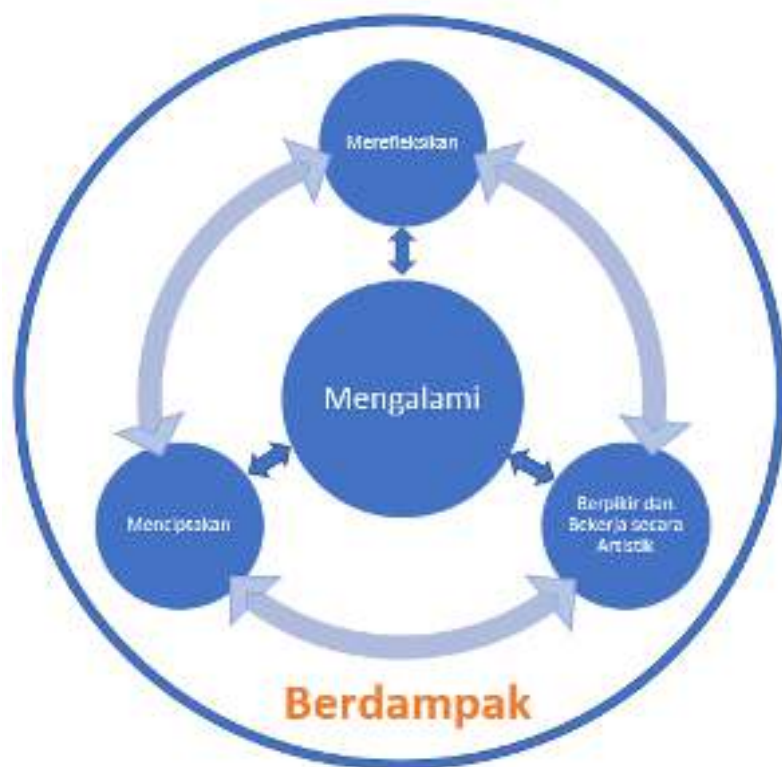 Merefleksikan
Mengalami
Menciptakan
Berpikir dan
Bekerja secara
Artistik
Berdampak